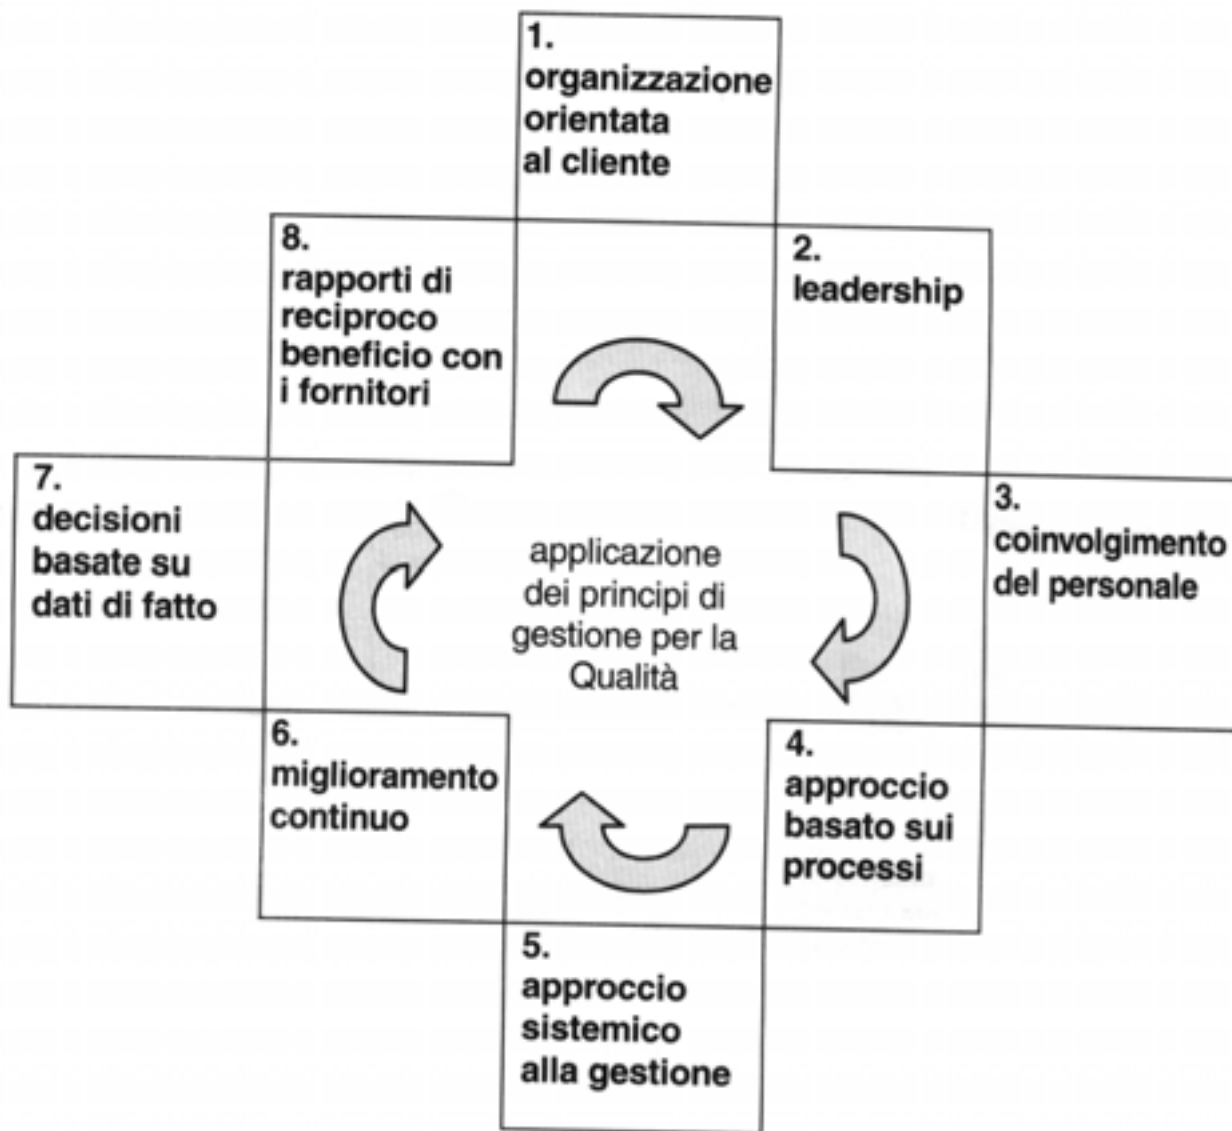 1.
organizzazione
orientata
al cliente
2.
leadership
3.
coinvolgimento
del personale
4.
approccio
basato sui
processi
5.
approccio
sistemico
alla gestione
6.
miglioramento
continuo
7.
decisioni
basate su
dati di fatto
8.
rapporti di
reciproco
beneficio con
i fornitori
applicazione
dei principi di
gestione per la
Qualità